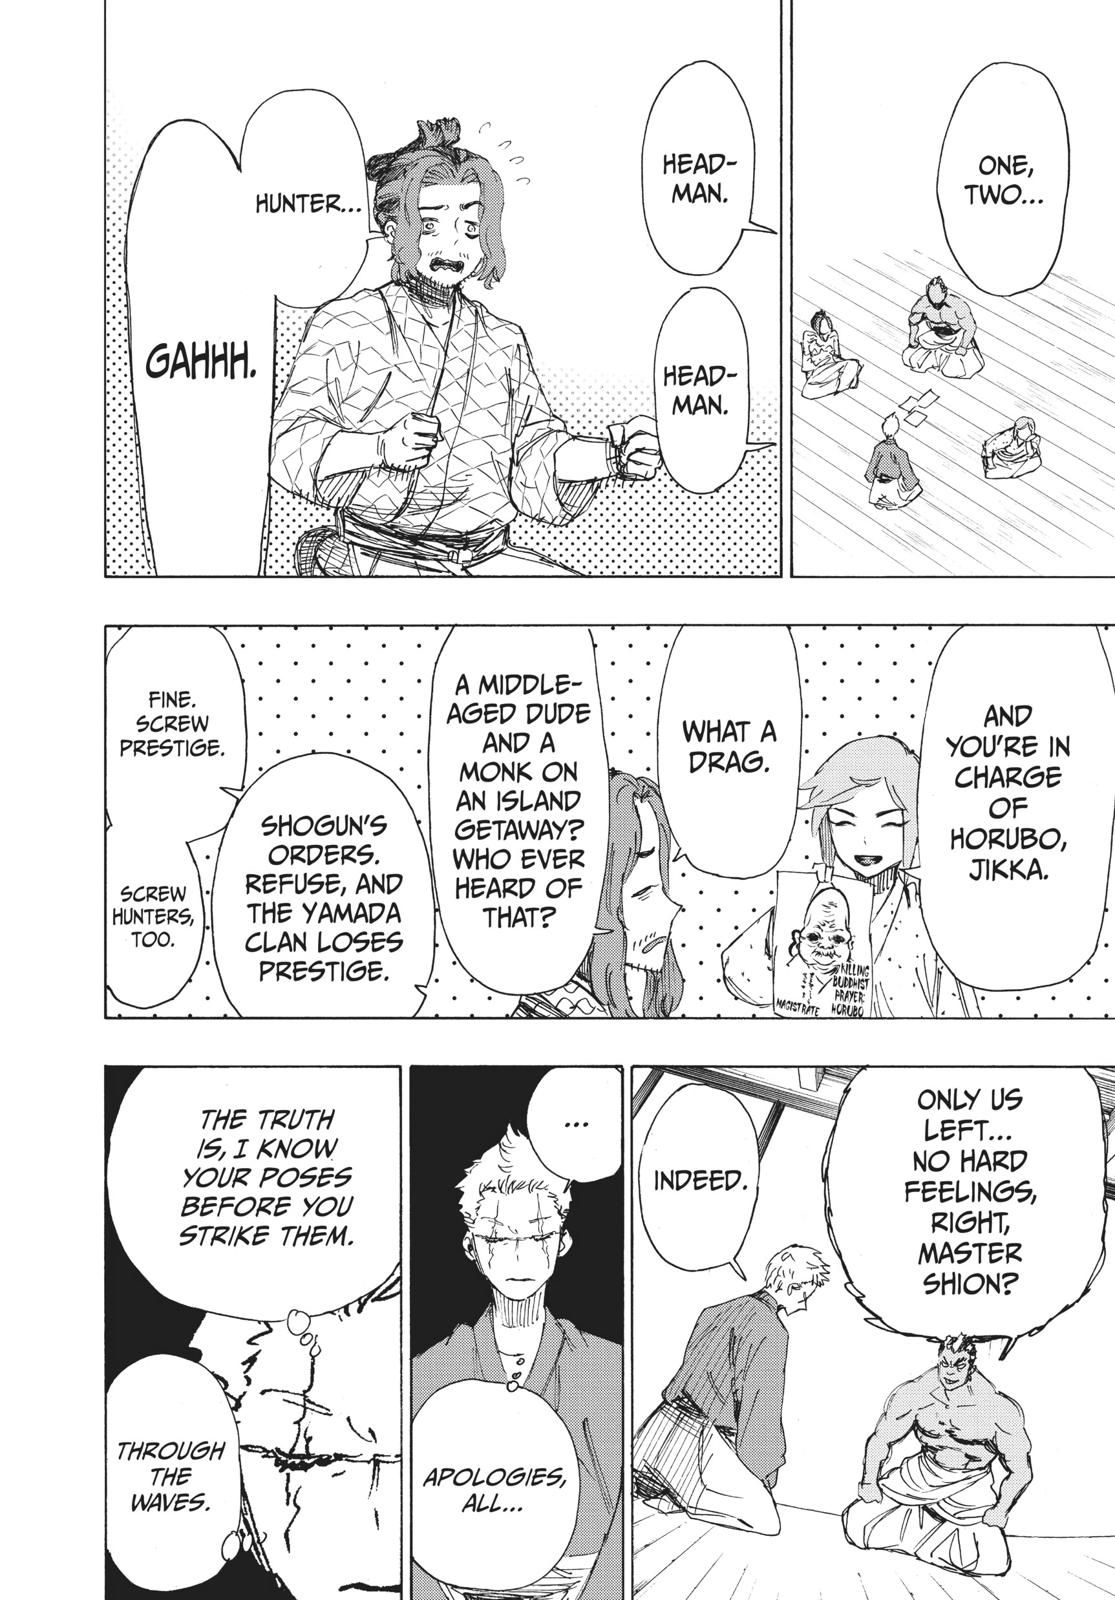 ONE,
TWO...
HEAD-
MAN.
HEAD-
MAN.
HUNTER...
GAHHH.
AND
YOU'RE IN
CHARGE
OF
HORUBO,
JIKKA.
KILLING
BUDDHIST
PRAYER:
HORUBO
MAGISTRATE
WHAT A
DRAG.
A MIDDLE-
AGED DUDE
AND A
MONK ON
AN ISLAND
GETAWAY?
WHO EVER
HEARD OF
THAT?
SHOGUN'S
ORDERS.
REFUSE, AND
THE YAMADA
CLAN LOSES
PRESTIGE.
FINE.
SCREW
PRESTIGE.
SCREW
HUNTERS,
TOO.
ONLY US
LEFT...
NO HARD
FEELINGS,
RIGHT,
MASTER
SHION?
INDEED.
...
APOLOGIES,
ALL...
THE TRUTH
IS, I KNOW
YOUR POSES
BEFORE YOU
STRIKE THEM.
THROUGH
THE
WAVES.